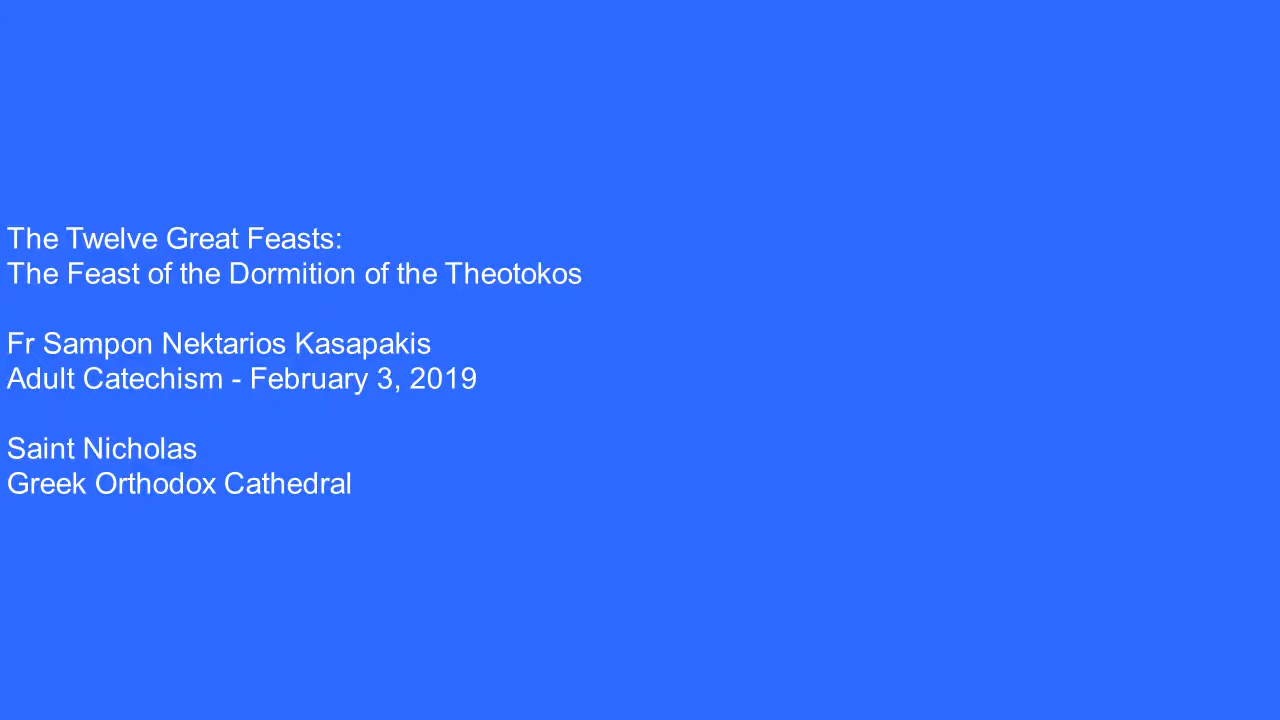 The Twelve Great Feasts:
The Feast of the Dormition of the Theotokos
Fr Sampon Nektarios Kasapakis
Adult Catechism - February 3, 2019
Saint Nicholas
Greek Orthodox Cathedral